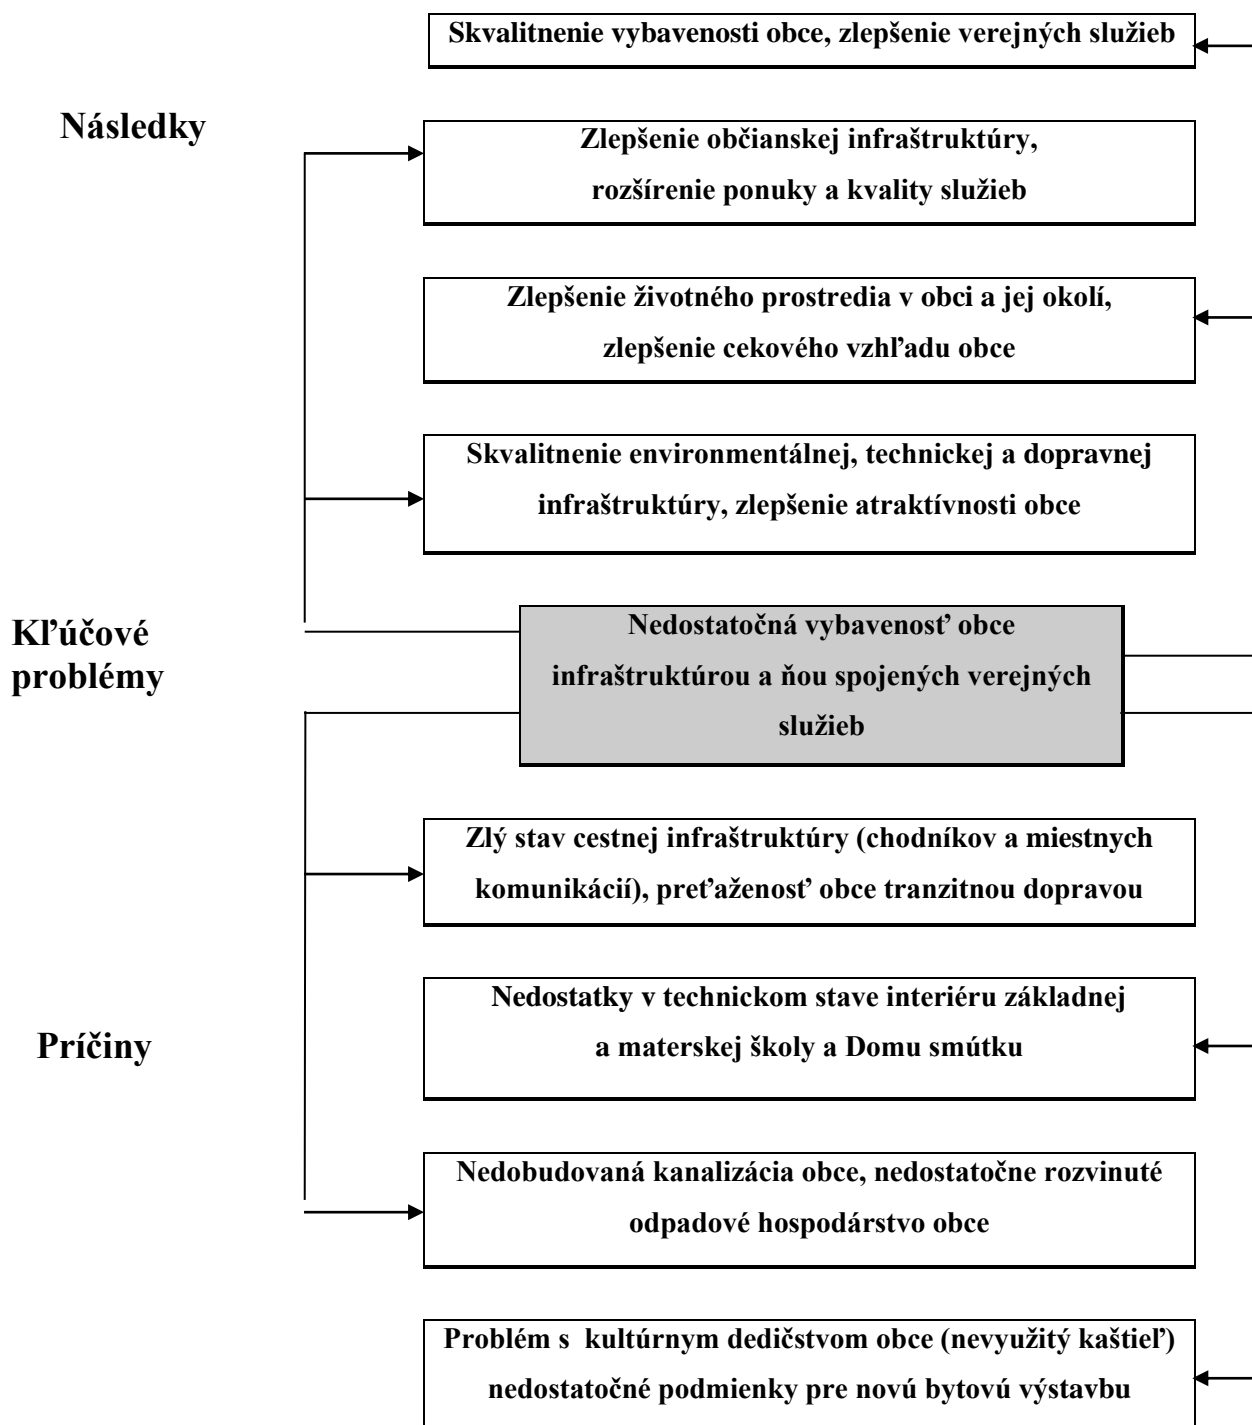 Skvalitnenie vybavenosti obce, zlepšenie verejných služieb
Následky
Zlepšenie občianskej infraštruktúry,
rozšírenie ponuky a kvality služieb
Zlepšenie životného prostredia v obci a jej okolí,
zlepšenie cekového vzhľadu obce
Skvalitnenie environmentálnej, technickej a dopravnej
infraštruktúry, zlepšenie atraktívnosti obce
Kľúčové
problémy
Nedostatočná vybavenosť obce
infraštruktúrou a ňou spojených verejných
služieb
Zlý stav cestnej infraštruktúry (chodníkov a miestnych
komunikácií), preťaženosť obce tranzitnou dopravou
Príčiny
Nedostatky v technickom stave interiéru základnej
a materskej školy a Domu smútku
Nedobudovaná kanalizácia obce, nedostatočne rozvinuté
odpadové hospodárstvo obce
Problém s kultúrnym dedičstvom obce (nevyužitý kaštieľ)
nedostatočné podmienky pre novú bytovú výstavbu